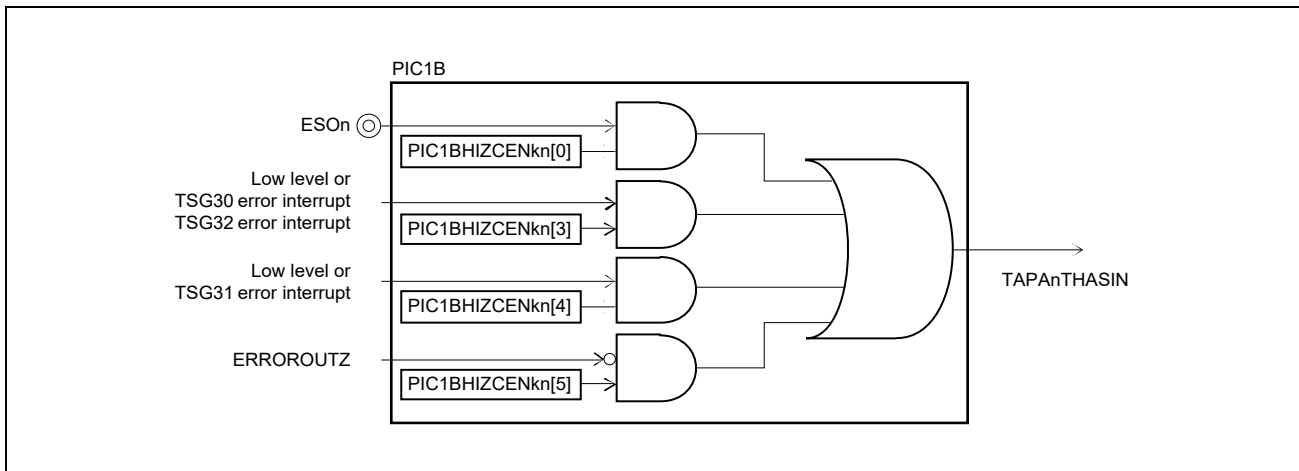 PIC1B
ESOn
PIC1BHIZCENkn[0]
Low level or
TSG30 error interrupt
TSG32 error interrupt
PIC1BHIZCENkn[3]
Low level or
TSG31 error interrupt
PIC1BHIZCENkn[4]
ERROROUTZ
PIC1BHIZCENkn[5]
TAPAnTHASIN